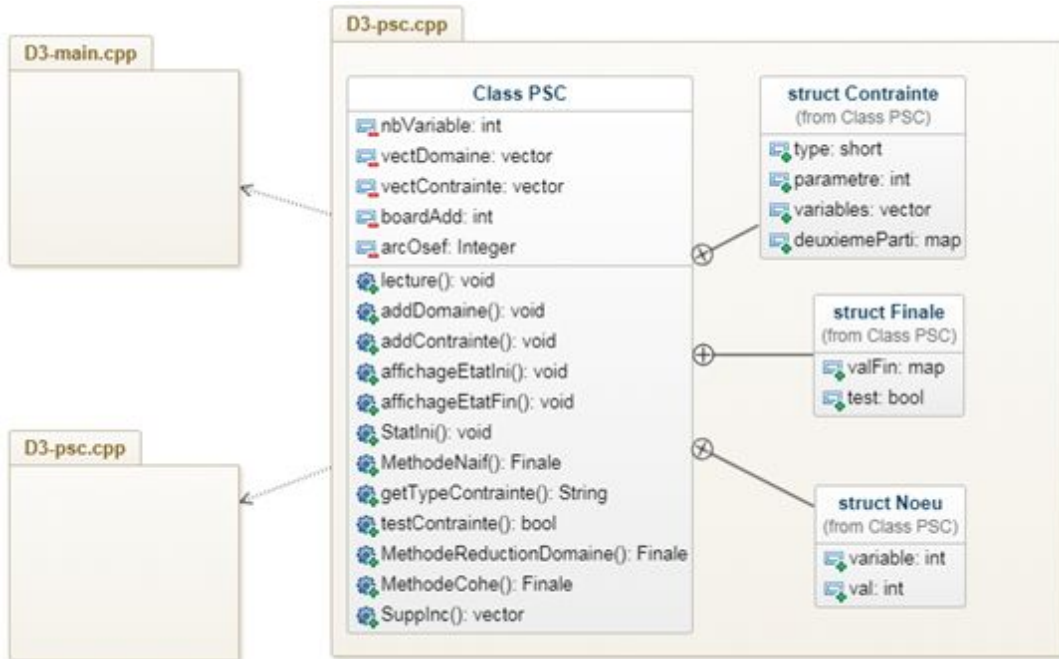 D3-main.cpp
D3-psc.cpp
D3-psc.cpp
Class PSC
nbVariable: int
vectDomaine: vector
vectContrainte: vector
boardAdd: int
arcOsef: Integer
lecture(): void
addDomaine(): void
addContrainte(): void
affichageEtatIni(): void
affichageEtatFin(): void
StatIni(): void
MethodeNaif(): Finale
getTypeContrainte(): String
testContrainte(): bool
MethodeReductionDomaine(): Finale
MethodeCohe(): Finale
SuppInc(): vector
struct Contrainte
(from Class PSC)
type: short
parametre: int
variables: vector
deuxiemeParti: map
struct Finale
(from Class PSC)
valFin: map
test: bool
struct Noeu
(from Class PSC)
variable: int
val: int